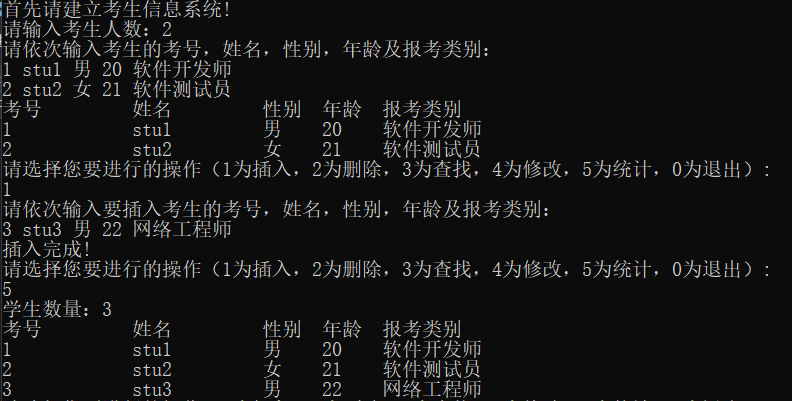 首先请建立考生信息系统!
请输入考生人数：2
请依次输入考生的考号，姓名，性别，年龄及报考类别：
1 stu1 男 20 软件开发师
2 stu2 女 21 软件测试员
考号 姓名 性别 年龄 报考类别
1 stu1 男 20 软件开发师
2 stu2 女 21 软件测试员
请选择您要进行的操作（1为插入，2为删除，3为查找，4为修改，5为统计，0为退出）:
1
请依次输入要插入考生的考号，姓名，性别，年龄及报考类别：
3 stu3 男 22 网络工程师
插入完成!
请选择您要进行的操作（1为插入，2为删除，3为查找，4为修改，5为统计，0为退出）:
5
学生数量：3
考号 姓名 性别 年龄 报考类别
1 stu1 男 20 软件开发师
2 stu2 女 21 软件测试员
3 stu3 男 22 网络工程师